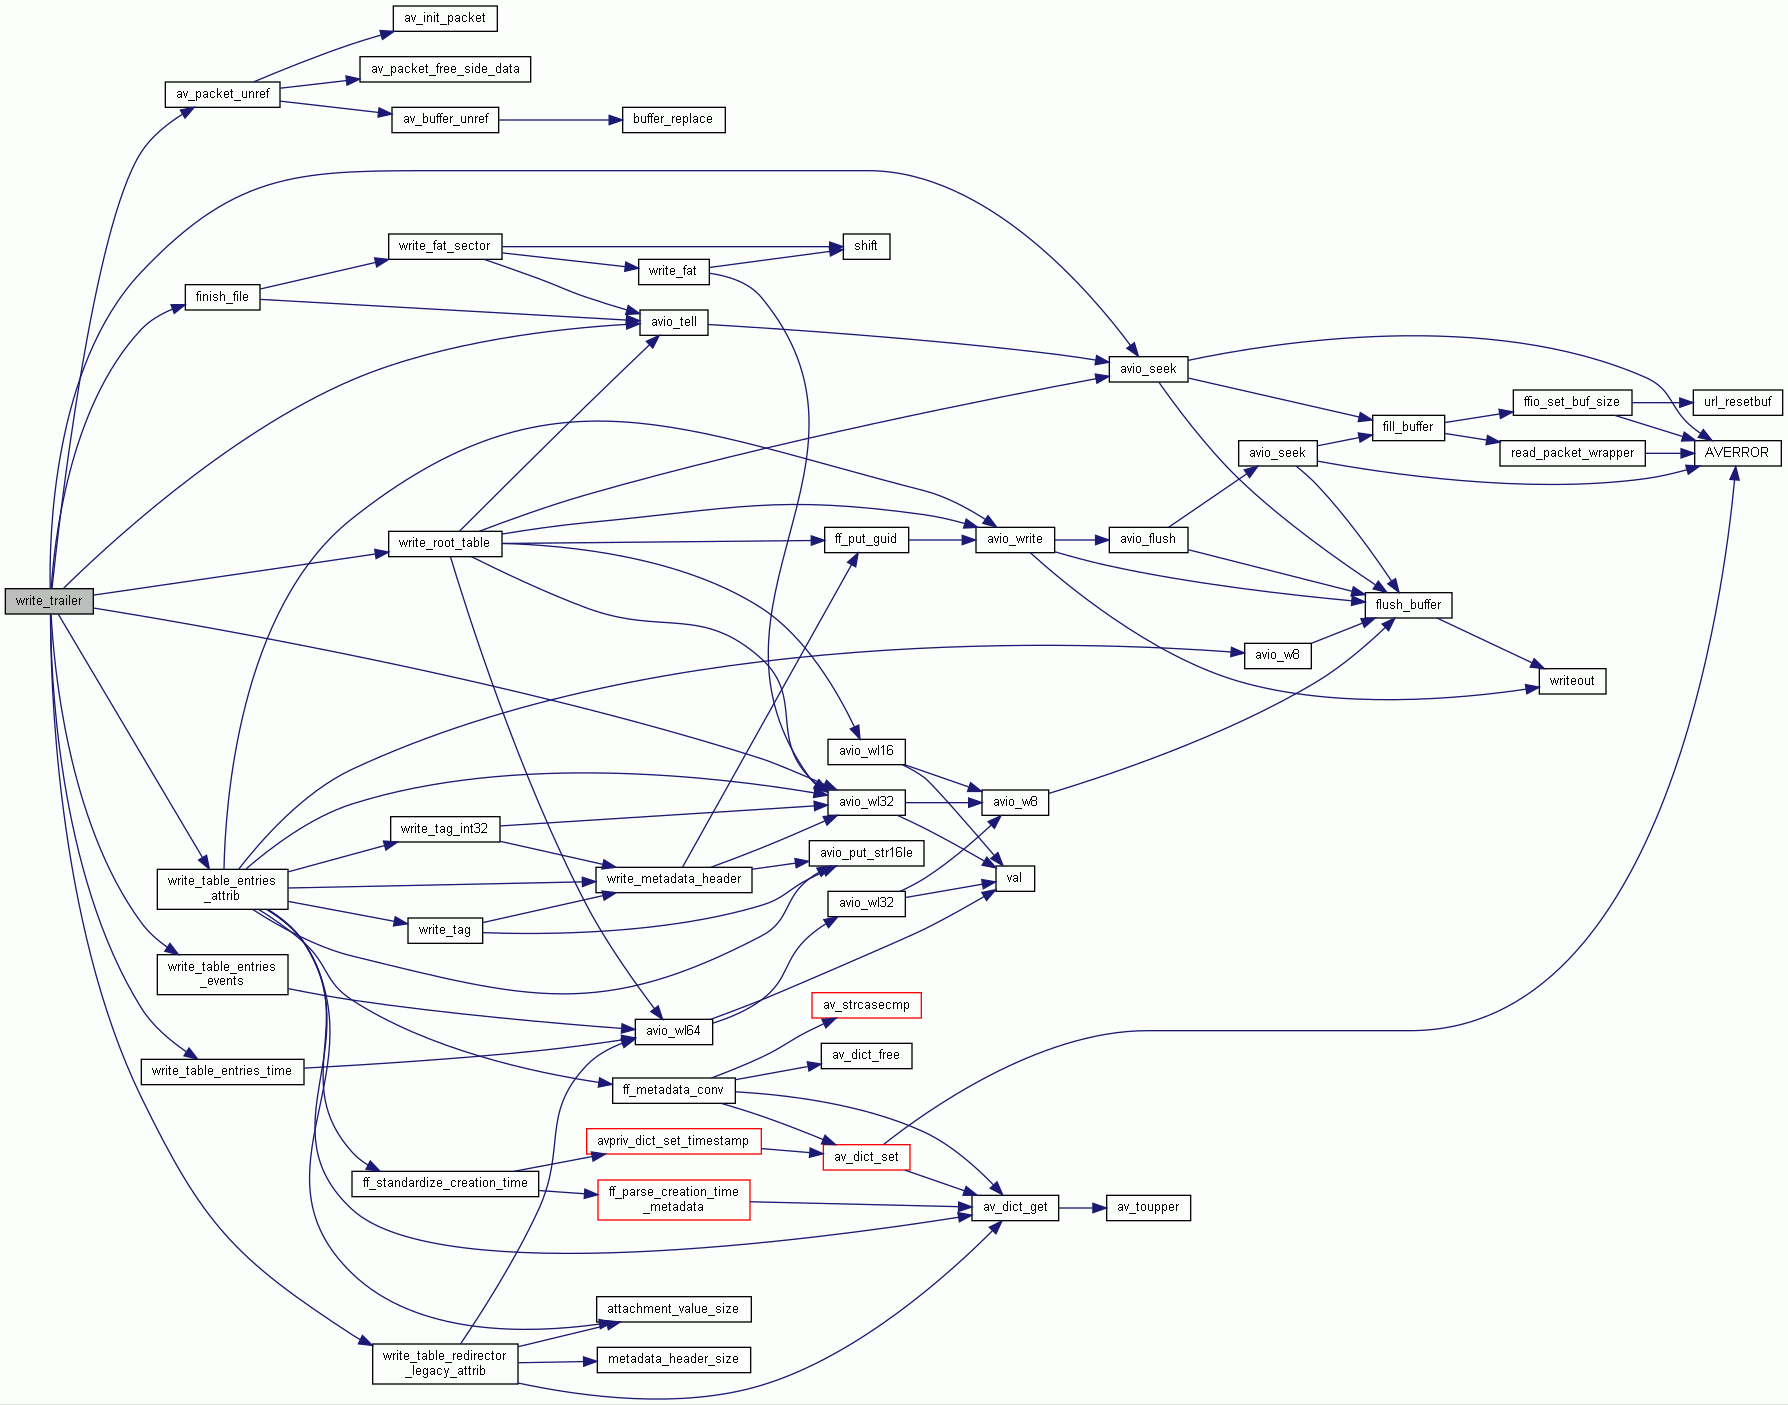 av_init_packet
av_packet_free_side_data
av_packet_unref
av_buffer_unref
buffer_replace
write_fat_sector
shift
write_fat
finish_file
avio_tell
avio_seek
ffio_set_buf_size
url_resetbuf
fill_buffer
avio_seek
read_packet_wrapper
AVERROR
write_root_table
ff_put_guid
avio_write
avio_flush
write_trailer
flush_buffer
avio_w8
writeout
avio_wl16
avio_wl32
avio_w8
write_tag_int32
avio_put_str16le
write_metadata_header
val
write_table_entries
_attrib
avio_wl32
write_tag
write_table_entries
_events
av_strcasecmp
avio_wl64
av_dict_free
write_table_entries_time
ff_metadata_conv
avpriv_dict_set_timestamp
av_dict_set
ff_standardize_creation_time
ff_parse_creation_time
_metadata
av_dict_get
av_toupper
attachment_value_size
write_table_redirector
_legacy_attrib
metadata_header_size